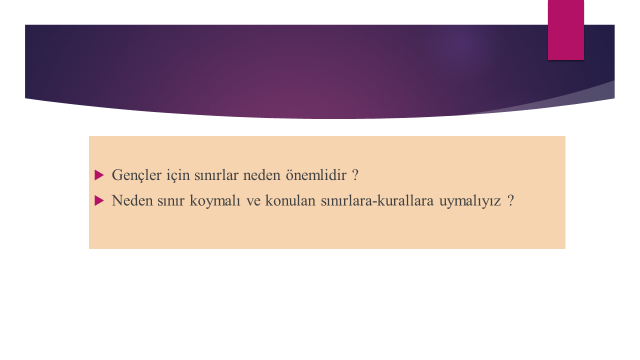 Gençler için sınırlar neden önemlidir ?
Neden sınır koymalı ve konulan sınırlara-kurallara uymalıyız ?